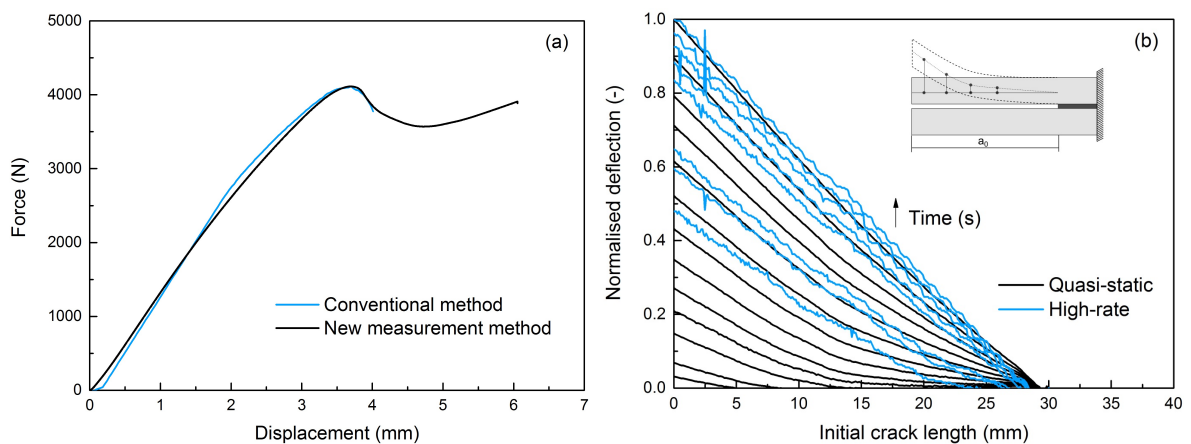 (a)
Force (N)
5000
4000
3000
2000
1000
0
Conventional method
New measurement method
0 1 2 3 4 5 6 7
Displacement (mm)
(b)
Normalised deflection (-)
1.0
0.8
0.6
0.4
0.2
0.0
a0
Time (s)
Quasi-static
High-rate
0 5 10 15 20 25 30 35 40
Initial crack length (mm)